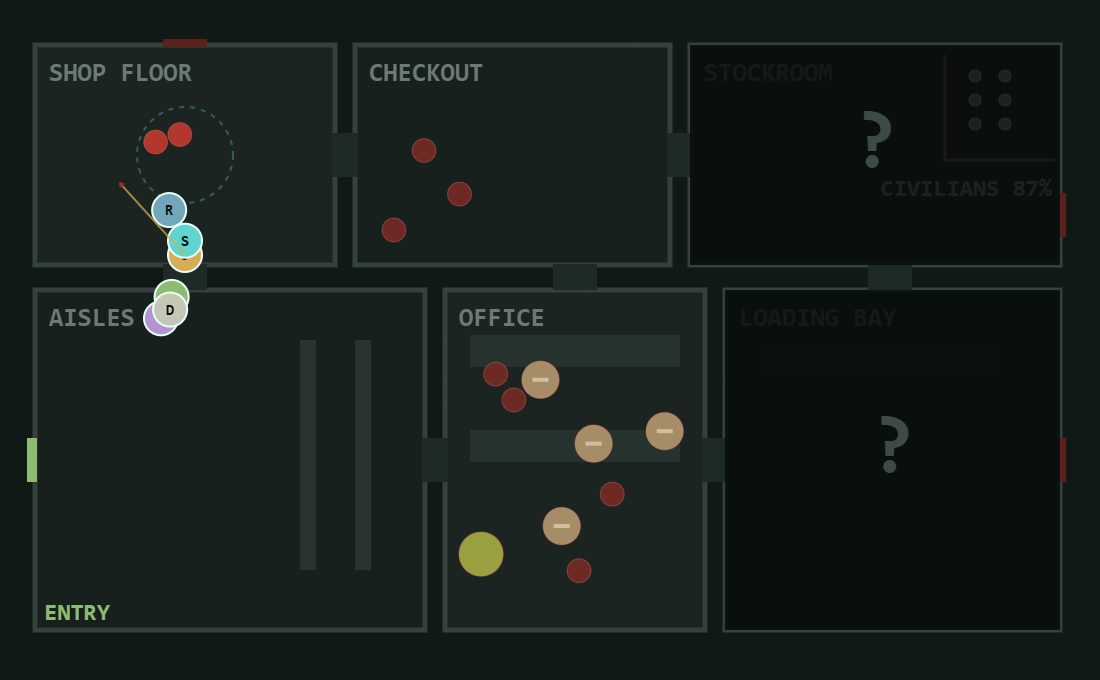 SHOP FLOOR
CHECKOUT
STOCKROOM
?
CIVILIANS 87%
R
S
D
AISLES
OFFICE
LOADING BAY
?
ENTRY